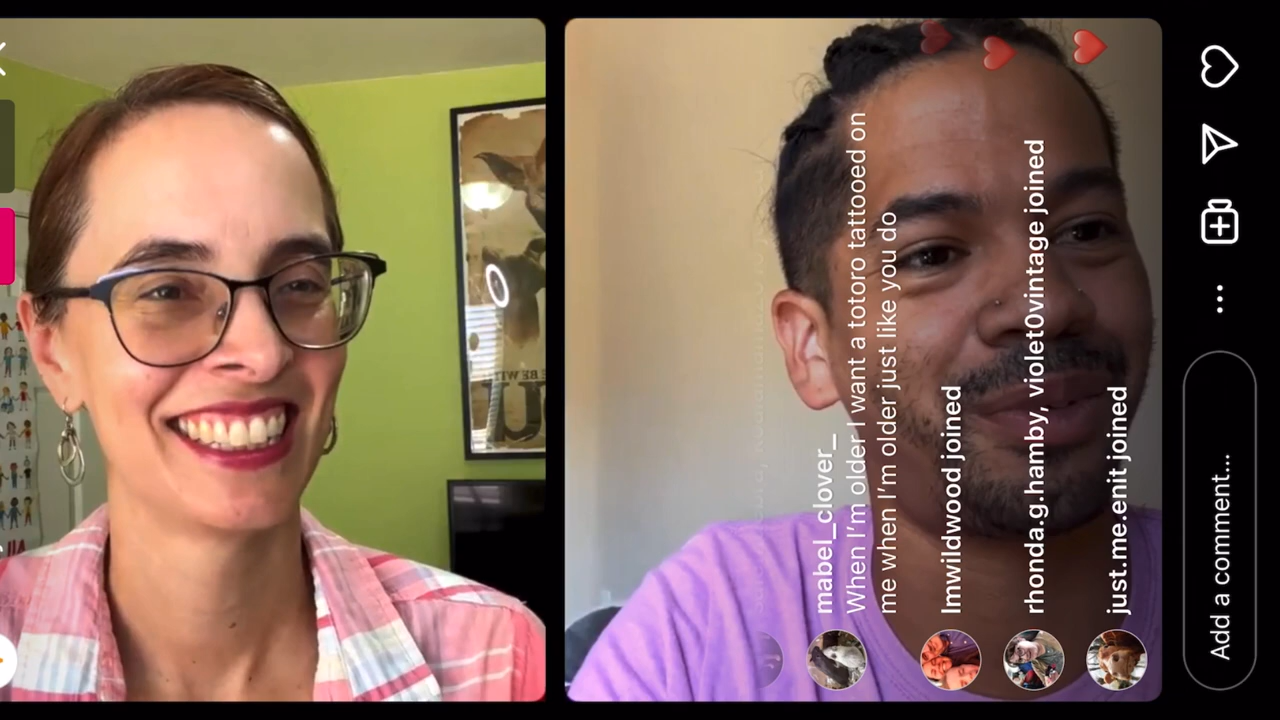 mabel_clover_
When I'm older I want a totoro tattooed on
me when I'm older just like you do
lmwildwood joined
rhonda.g.hamby, violet0vintage joined
just.me.enit joined
Add a comment...